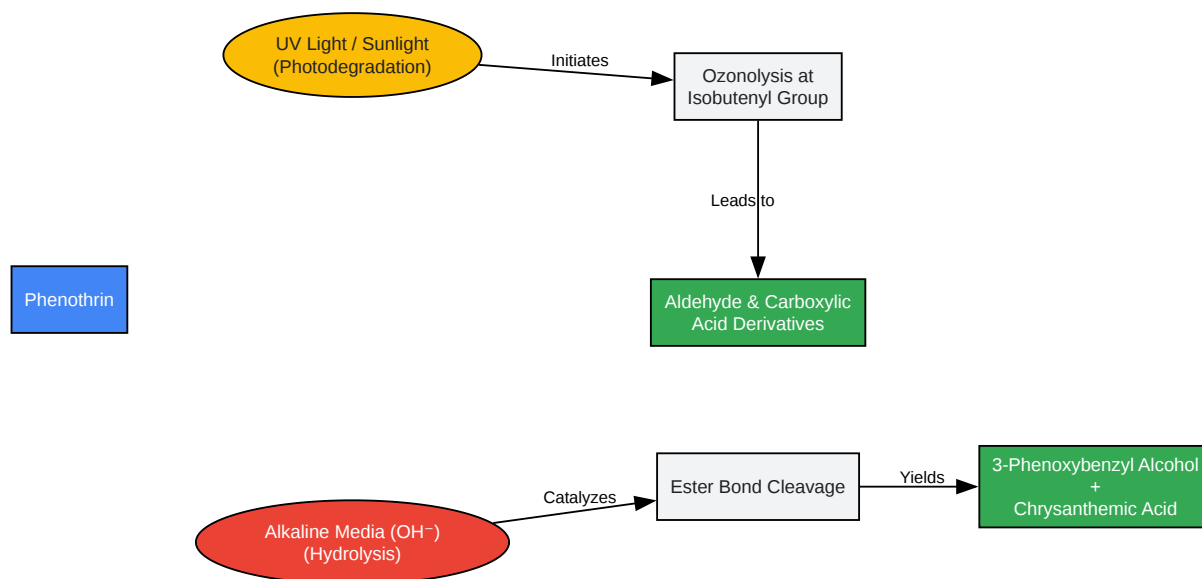 UV Light / Sunlight
(Photodegradation)
Initiates
Ozonolysis at
Isobutenyl Group
Leads to
Phenothrin
Aldehyde & Carboxylic
Acid Derivatives
Alkaline Media (OH⁻)
(Hydrolysis)
Catalyzes
Ester Bond Cleavage
Yields
3-Phenoxybenzyl Alcohol
+
Chrysanthemic Acid